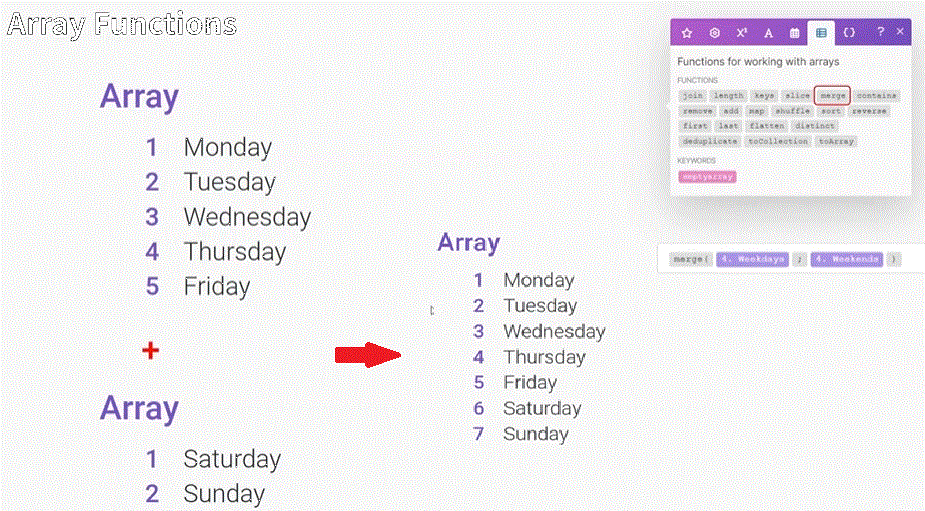 Array Functions
Array
1 Monday
2 Tuesday
3 Wednesday
4 Thursday
5 Friday
+
Array
1 Saturday
2 Sunday
Array
1 Monday
2 Tuesday
3 Wednesday
4 Thursday
5 Friday
6 Saturday
7 Sunday
X² A {} ? ×
Functions for working with arrays
FUNCTIONS
join length keys slice merge contains
remove add map shuffle sort reverse
first last flatten distinct
deduplicate toCollection toArray
KEYWORDS
emptyarray
merge( 4. Weekdays ; 4. Weekends )